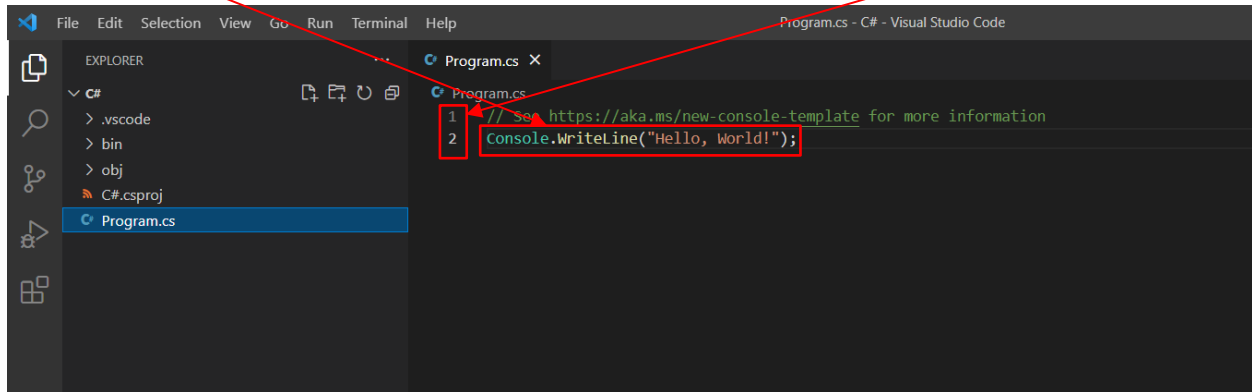 File Edit Selection View Go Run Terminal Help Program.cs - C# - Visual Studio Code
EXPLORER ... Program.cs
C# Program.cs
.vscode 1 // See https://aka.ms/new-console-template for more information
bin 2 Console.WriteLine("Hello, World!");
obj
C#.csproj
Program.cs